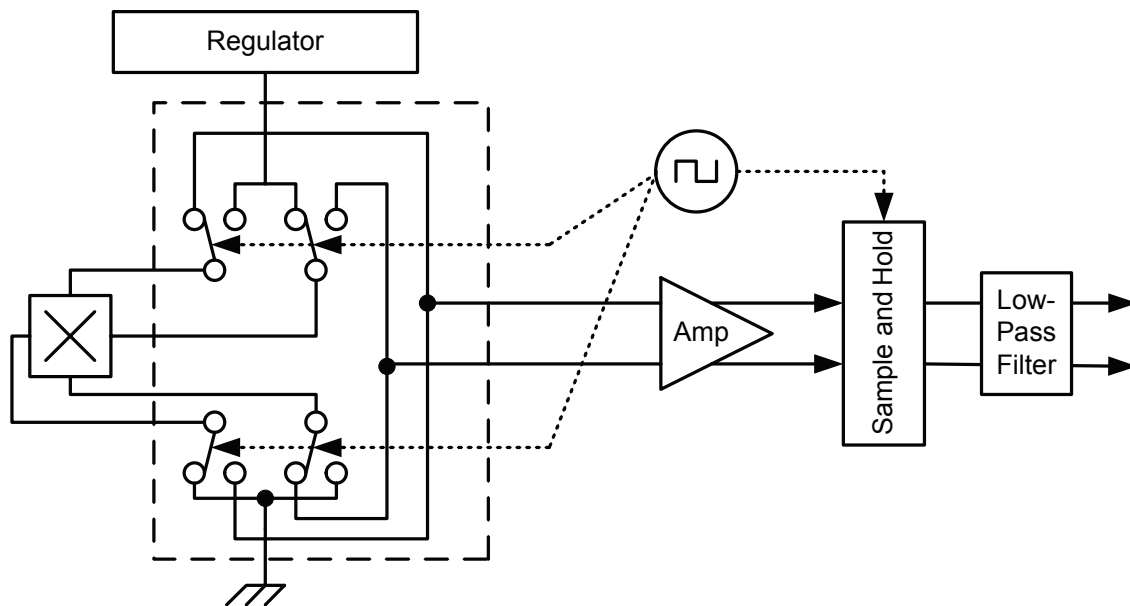 Regulator
Amp
Sample and Hold
Low-
Pass
Filter